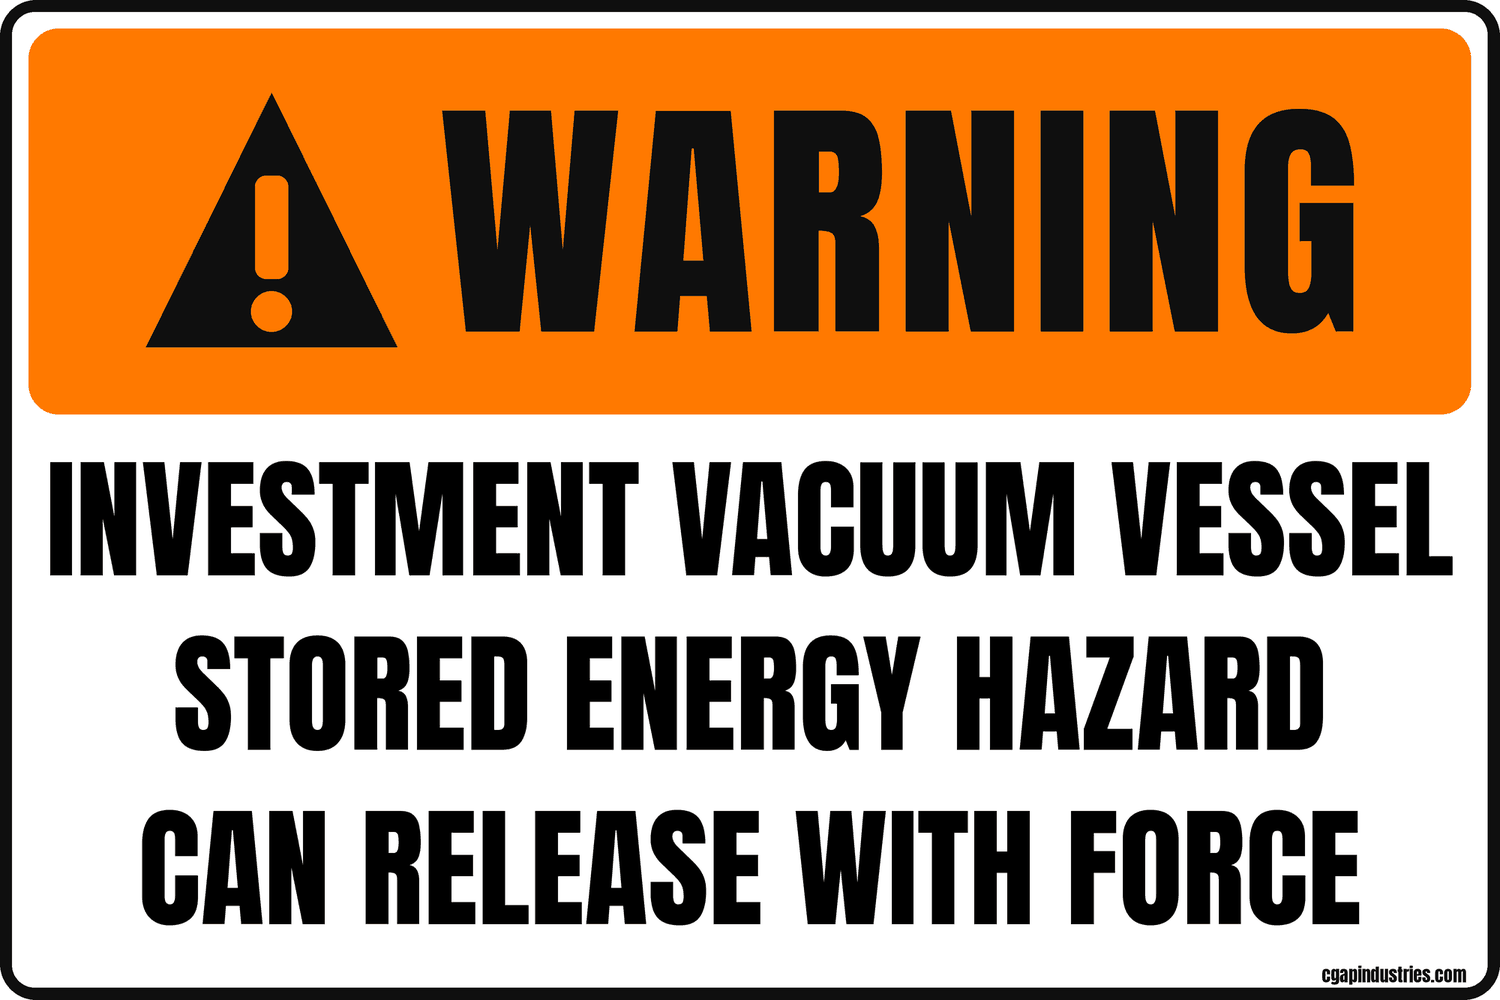 WARNING
INVESTMENT VACUUM VESSEL
STORED ENERGY HAZARD
CAN RELEASE WITH FORCE
cgapindustries.com